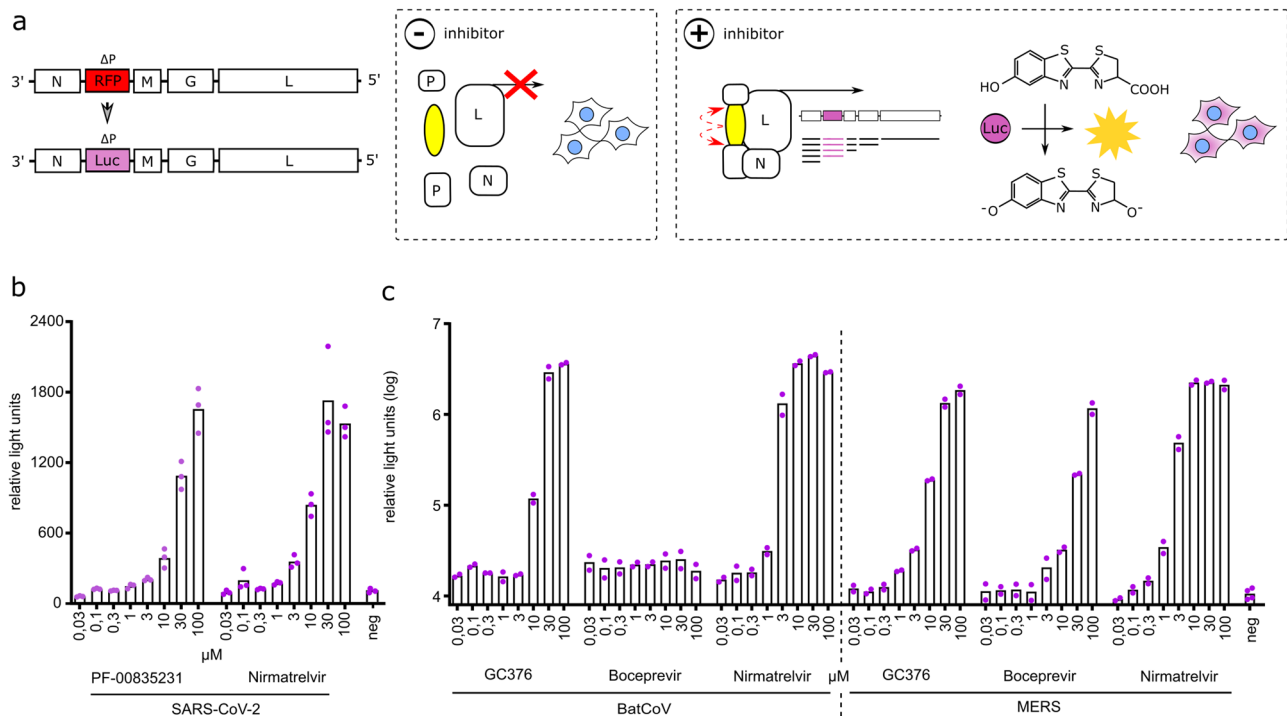 a
ΔP
3' N RFP M G L 5'
ΔP
3' N Luc M G L 5'
- inhibitor
P
L
P
N
+ inhibitor
L
N
S
S
HO
N
N
COOH
Luc
S
S
-O
N
N
O-
b
relative light units
2400
1800
1200
600
0
0,03 0,1 0,3 1 3 10 30 100 0,03 0,1 0,3 1 3 10 30 100 neg
µM
PF-00835231 Nirmatrelvir
SARS-CoV-2
c
relative light units (log)
7
6
5
4
0,03 0,1 0,3 1 3 10 30 100 0,03 0,1 0,3 1 3 10 30 100 0,03 0,1 0,3 1 3 10 30 100 0,03 0,1 0,3 1 3 10 30 100 0,03 0,1 0,3 1 3 10 30 100 0,03 0,1 0,3 1 3 10 30 100 neg
GC376 Boceprevir Nirmatrelvir µM GC376 Boceprevir Nirmatrelvir
BatCoV MERS